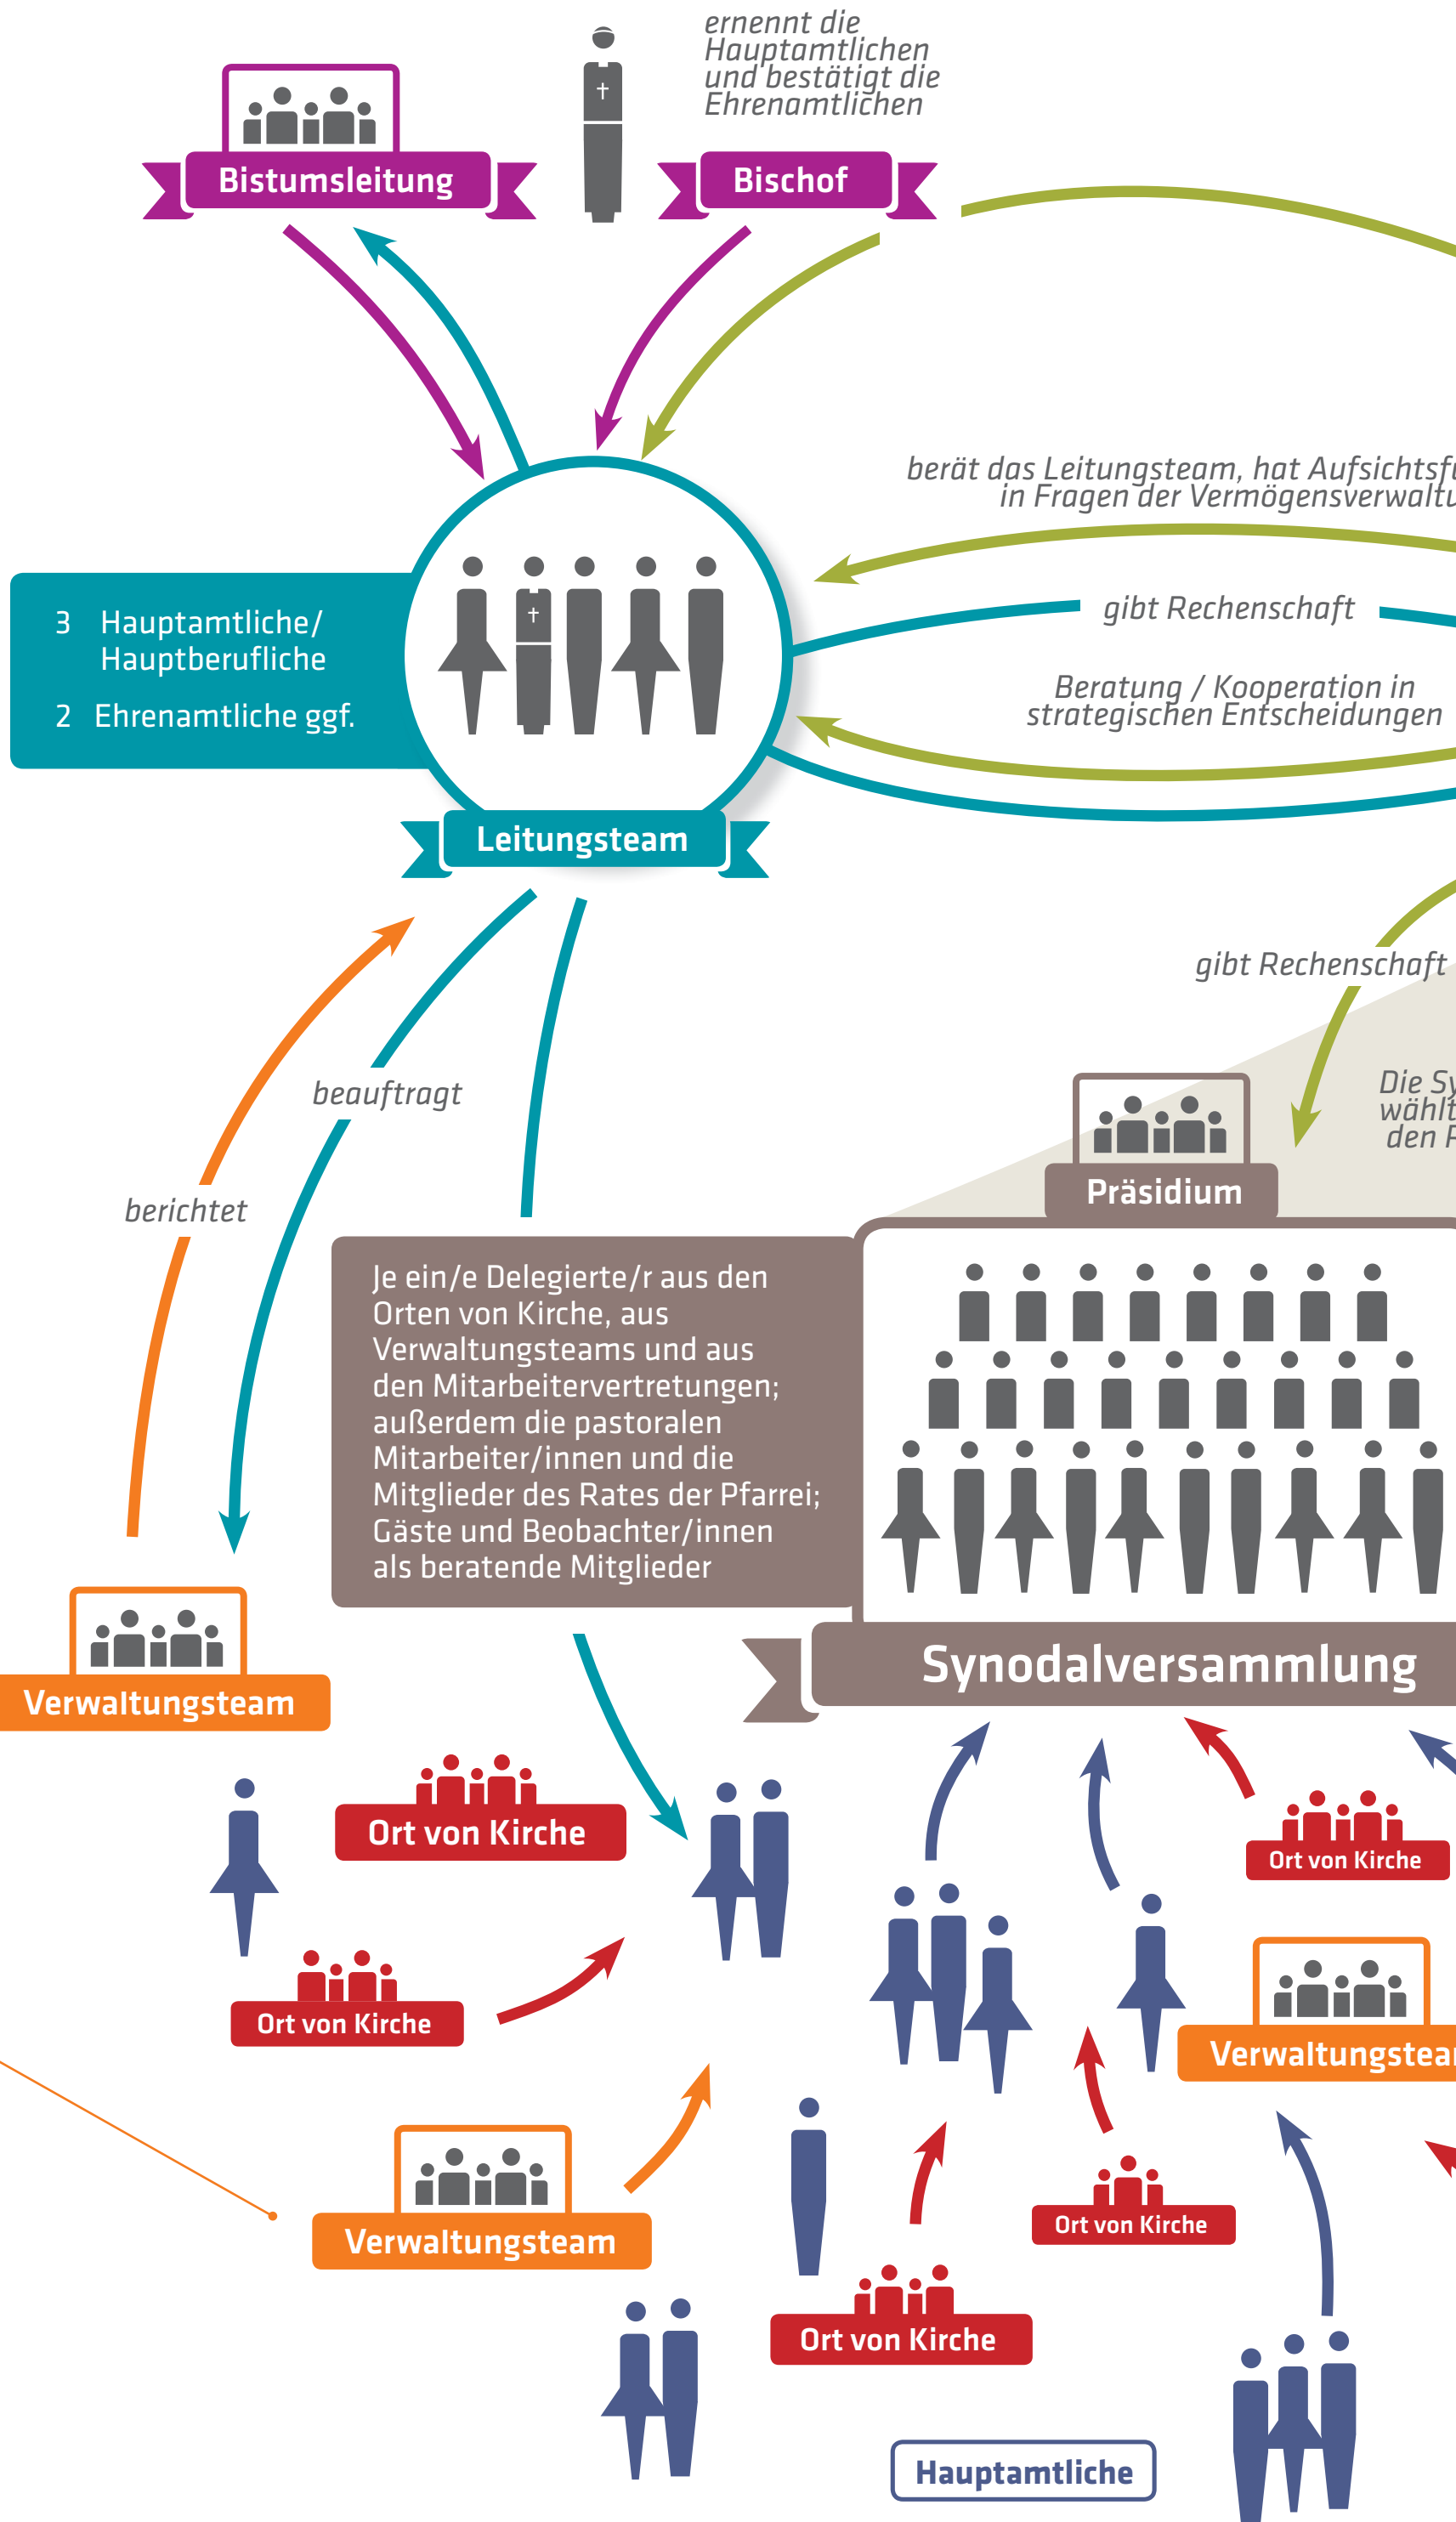 ernennt die
Hauptamtlichen
und bestätigt die
Ehrenamtlichen
Bistumsleitung
Bischof
berät das Leitungsteam, hat
in Fragen der
gibt Rechenschaft
Beratung / Kooperation in
strategischen Entscheidungen
3 Hauptamtliche/
Hauptberufliche
2 Ehrenamtliche ggf.
Leitungsteam
gibt Rechenschaft
beauftragt
berichtet
Die
wählt
den
Präsidium
Je ein/e Delegierte/r aus den
Orten von Kirche, aus
Verwaltungsteams und aus
den Mitarbeitervertretungen;
außerdem die pastoralen
Mitarbeiter/innen und die
Mitglieder des Rates der Pfarrei;
Gäste und Beobachter/innen
als beratende Mitglieder
Synodalversammlung
Verwaltungsteam
Ort von Kirche
Ort von Kirche
Ort von Kirche
Verwaltungsteam
Ort von Kirche
Verwaltungsteam
Ort von Kirche
Hauptamtliche